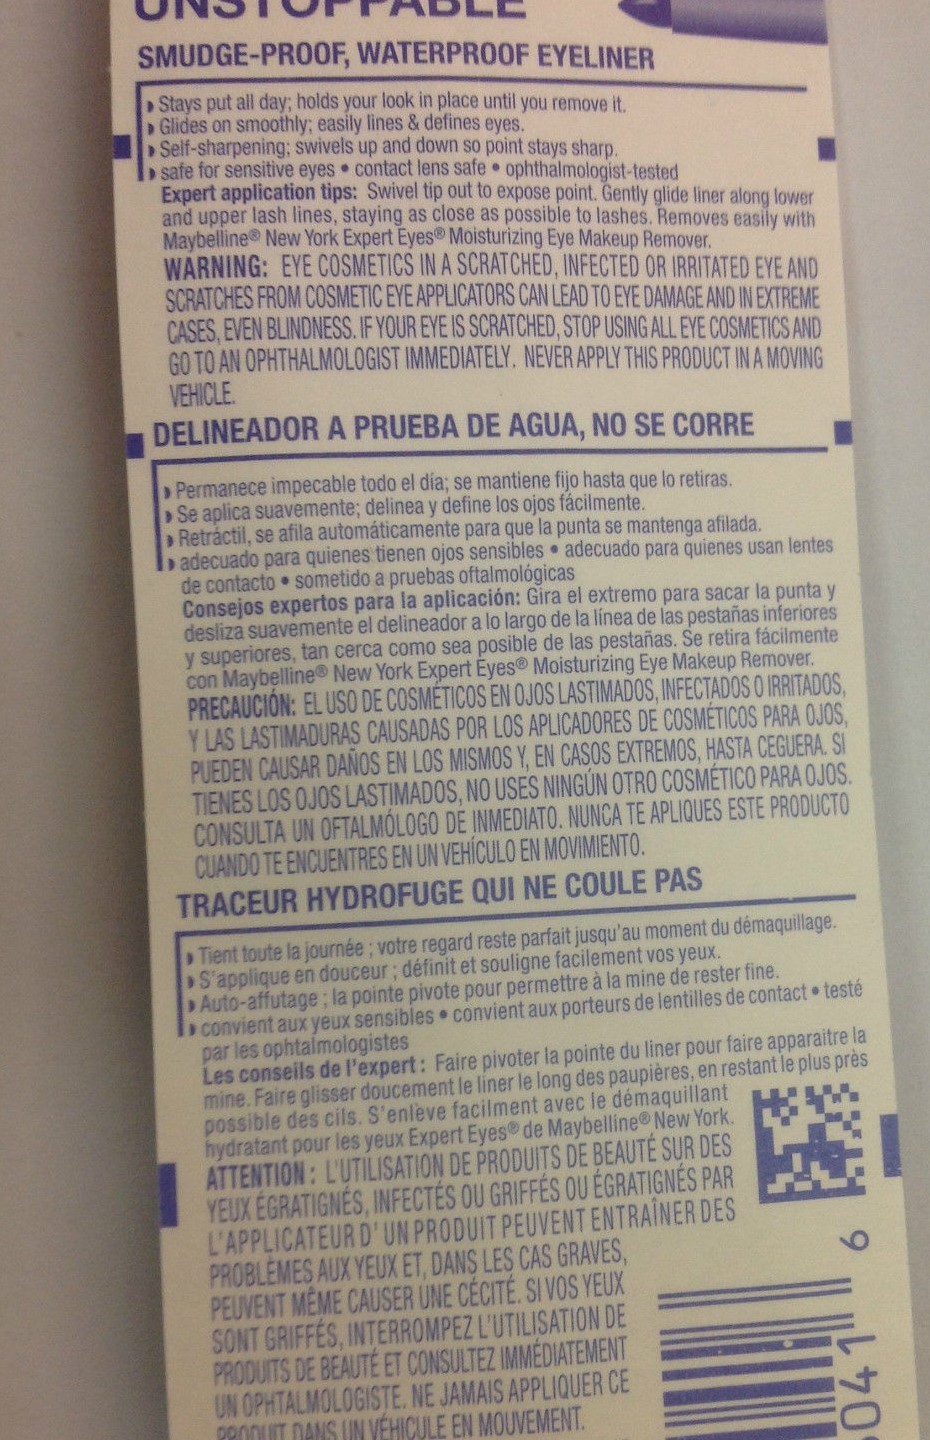 UNSTOPPABLE
SMUDGE-PROOF, WATERPROOF EYELINER
Stays put all day; holds your look in place until you remove it.
Glides on smoothly; easily lines & defines eyes.
Self-sharpening; swivels up and down so point stays sharp.
safe for sensitive eyes • contact lens safe • ophthalmologist-tested
Expert application tips: Swivel tip out to expose point. Gently glide liner along lower
and upper lash lines, staying as close as possible to lashes. Removes easily with
Maybelline® New York Expert Eyes® Moisturizing Eye Makeup Remover.
WARNING: EYE COSMETICS IN A SCRATCHED, INFECTED OR IRRITATED EYE AND
SCRATCHES FROM COSMETIC EYE APPLICATORS CAN LEAD TO EYE DAMAGE AND IN EXTREME
CASES, EVEN BLINDNESS. IF YOUR EYE IS SCRATCHED, STOP USING ALL EYE COSMETICS AND
GO TO AN OPHTHALMOLOGIST IMMEDIATELY. NEVER APPLY THIS PRODUCT IN A MOVING
VEHICLE.
DELINEADOR A PRUEBA DE AGUA, NO SE CORRE
Permanece impecable todo el día; se mantiene fijo hasta que lo retiras.
Se aplica suavemente; delinea y define los ojos fácilmente.
Retráctil, se afila automáticamente para que la punta se mantenga afilada.
adecuado para quienes tienen ojos sensibles • adecuado para quienes usan lentes
de contacto • sometido a pruebas oftalmológicas
Consejos expertos para la aplicación: Gira el extremo para sacar la punta y
desliza suavemente el delineador a lo largo de la línea de las pestañas inferiores
y superiores, tan cerca como sea posible de las pestañas. Se retira fácilmente
con Maybelline® New York Expert Eyes® Moisturizing Eye Makeup Remover.
PRECAUCIÓN: EL USO DE COSMÉTICOS EN OJOS LASTIMADOS, INFECTADOS O IRRITADOS,
Y LAS LASTIMADURAS CAUSADAS POR LOS APLICADORES DE COSMÉTICOS PARA OJOS,
PUEDEN CAUSAR DAÑOS EN LOS MISMOS Y, EN CASOS EXTREMOS, HASTA CEGUERA. SI
TIENES LOS OJOS LASTIMADOS, NO USES NINGÚN OTRO COSMÉTICO PARA OJOS.
CONSULTA UN OFTALMÓLOGO DE INMEDIATO. NUNCA TE APLIQUES ESTE PRODUCTO
CUANDO TE ENCUENTRES EN UN VEHÍCULO EN MOVIMIENTO.
TRACEUR HYDROFUGE QUI NE COULE PAS
Tient toute la journée ; votre regard reste parfait jusqu'au moment du démaquillage.
S'applique en douceur ; définit et souligne facilement vos yeux.
Auto-affutage ; la pointe pivote pour permettre à la mine de rester fine.
convient aux yeux sensibles • convient aux porteurs de lentilles de contact • testé
par les ophtalmologistes
Les conseils de l'expert : Faire pivoter la pointe du liner pour faire apparaitre la
mine. Faire glisser doucement le liner le long des paupières, en restant le plus près
possible des cils. S'enlève facilment avec le démaquillant
hydratant pour les yeux Expert Eyes® de Maybelline® New York.
ATTENTION : L'UTILISATION DE PRODUITS DE BEAUTÉ SUR DES
YEUX ÉGRATIGNÉS, INFECTÉS OU GRIFFÉS OU ÉGRATIGNÉS PAR
L'APPLICATEUR D' UN PRODUIT PEUVENT ENTRAÎNER DES
PROBLÈMES AUX YEUX ET, DANS LES CAS GRAVES,
PEUVENT MÊME CAUSER UNE CÉCITÉ. SI VOS YEUX
SONT GRIFFÉS, INTERROMPEZ L'UTILISATION DE
PRODUITS DE BEAUTÉ ET CONSULTEZ IMMÉDIATEMENT
UN OPHTALMOLOGISTE. NE JAMAIS APPLIQUER CE
PRODUIT DANS UN VÉHICULE EN MOUVEMENT.
6
041